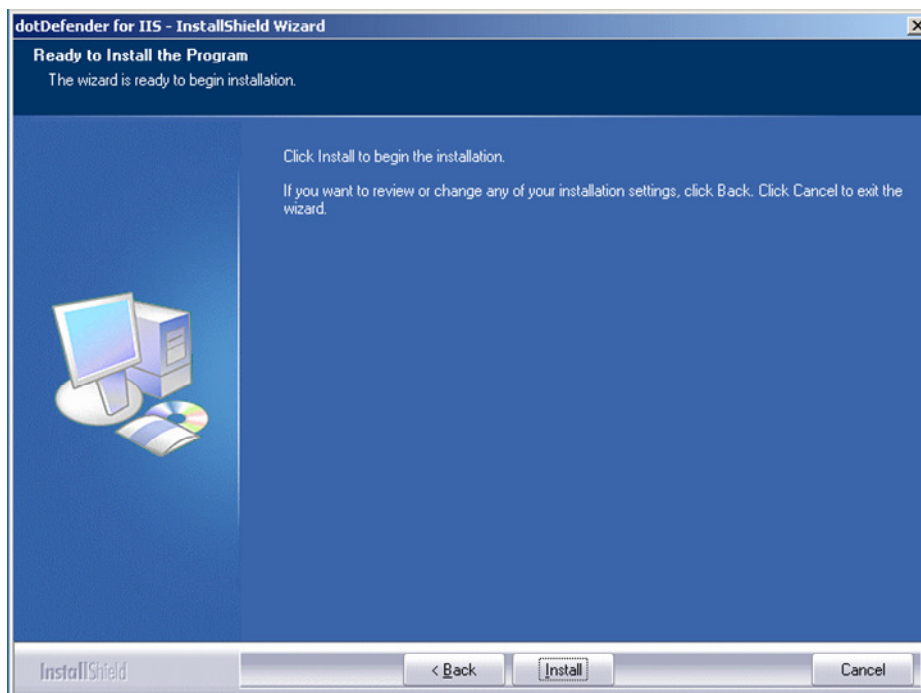 dotDefender for IIS - InstallShield Wizard
Ready to Install the Program
The wizard is ready to begin installation.
Click Install to begin the installation.
If you want to review or change any of your installation settings, click Back. Click Cancel to exit the
wizard.
InstallShield
< Back
Install
Cancel